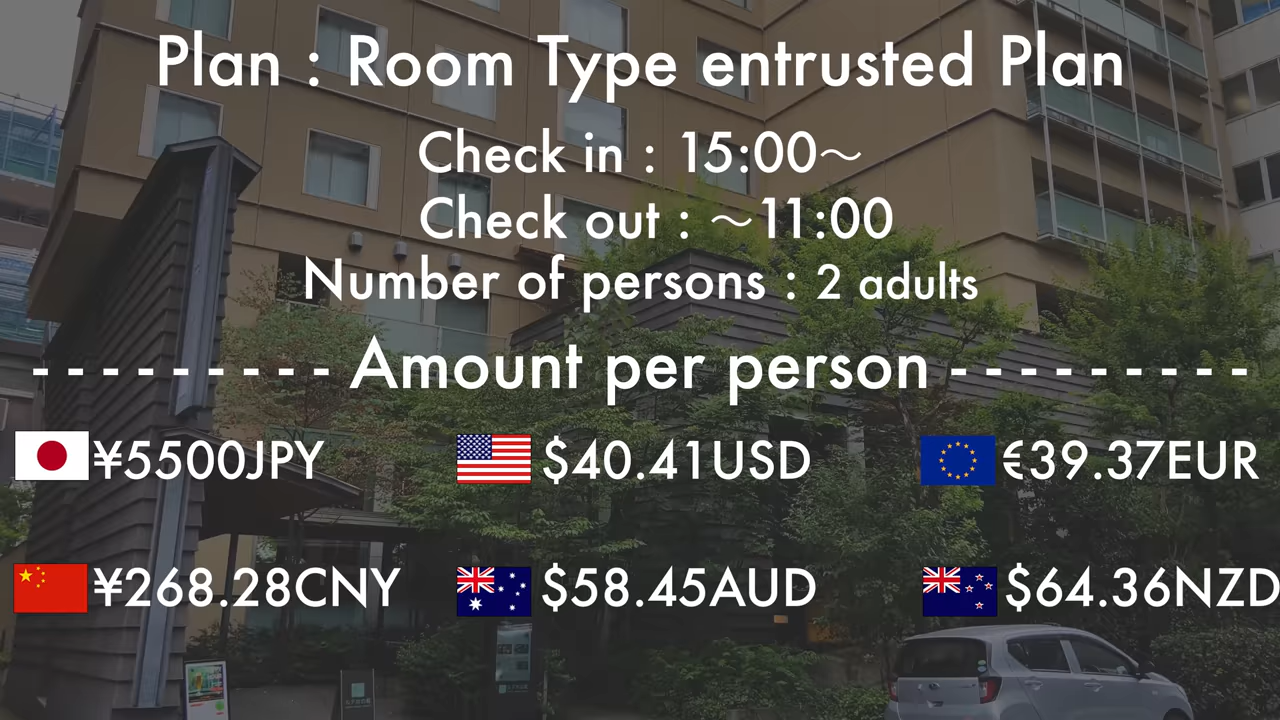 Plan : Room Type entrusted Plan
Check in : 15:00〜
Check out : 〜11:00
Number of persons : 2 adults
- - - - - - - - - Amount per person - - - - - - - - -
¥5500JPY $40.41USD €39.37EUR
¥268.28CNY $58.45AUD $64.36NZD